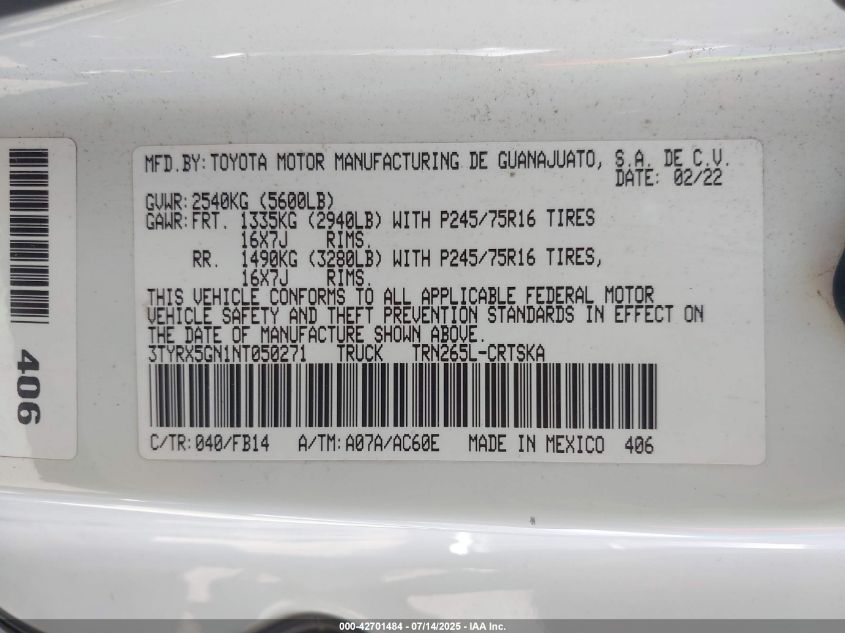 MFD.BY:TOYOTA MOTOR MANUFACTURING DE GUANAJUATO, S.A. DE C.V.
DATE: 02/22
GVWR:2540KG (5600LB)
GAWR:FRT. 1335KG (2940LB) WITH P245/75R16 TIRES
16X7J RIMS.
RR. 1490KG (3280LB) WITH P245/75R16 TIRES,
16X7J RIMS.
THIS VEHICLE CONFORMS TO ALL APPLICABLE FEDERAL MOTOR
VEHICLE SAFETY AND THEFT PREVENTION STANDARDS IN EFFECT ON
THE DATE OF MANUFACTURE SHOWN ABOVE.
3TYRX5GN1NT050271 TRUCK TRN265L-CRTSKA
C/TR:040/FB14 A/TM:A07A/AC60E MADE IN MEXICO 406
406
000-42701484 - 07/14/2025 - IAA Inc.